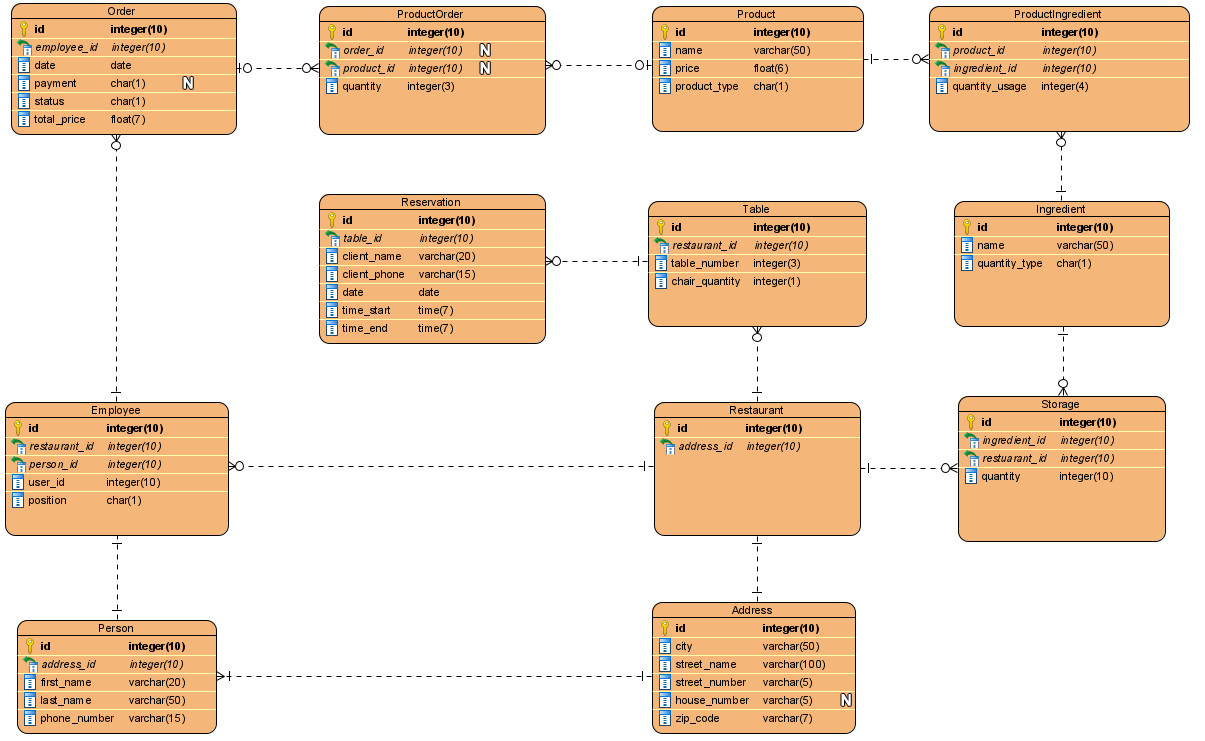 Order
id integer(10)
employee_id integer(10)
date date
payment char(1) N
status char(1)
total_price float(7)
ProductOrder
id integer(10)
order_id integer(10) N
product_id integer(10) N
quantity integer(3)
Product
id integer(10)
name varchar(50)
price float(6)
product_type char(1)
ProductIngredient
id integer(10)
product_id integer(10)
ingredient_id integer(10)
quantity_usage integer(4)
Reservation
id integer(10)
table_id integer(10)
client_name varchar(20)
client_phone varchar(15)
date date
time_start time(7)
time_end time(7)
Table
id integer(10)
restaurant_id integer(10)
table_number integer(3)
chair_quantity integer(1)
Ingredient
id integer(10)
name varchar(50)
quantity_type char(1)
Employee
id integer(10)
restaurant_id integer(10)
person_id integer(10)
user_id integer(10)
position char(1)
Restaurant
id integer(10)
address_id integer(10)
Storage
id integer(10)
ingredient_id integer(10)
restuarant_id integer(10)
quantity integer(10)
Person
id integer(10)
address_id integer(10)
first_name varchar(20)
last_name varchar(50)
phone_number varchar(15)
Address
id integer(10)
city varchar(50)
street_name varchar(100)
street_number varchar(5)
house_number varchar(5) N
zip_code varchar(7)